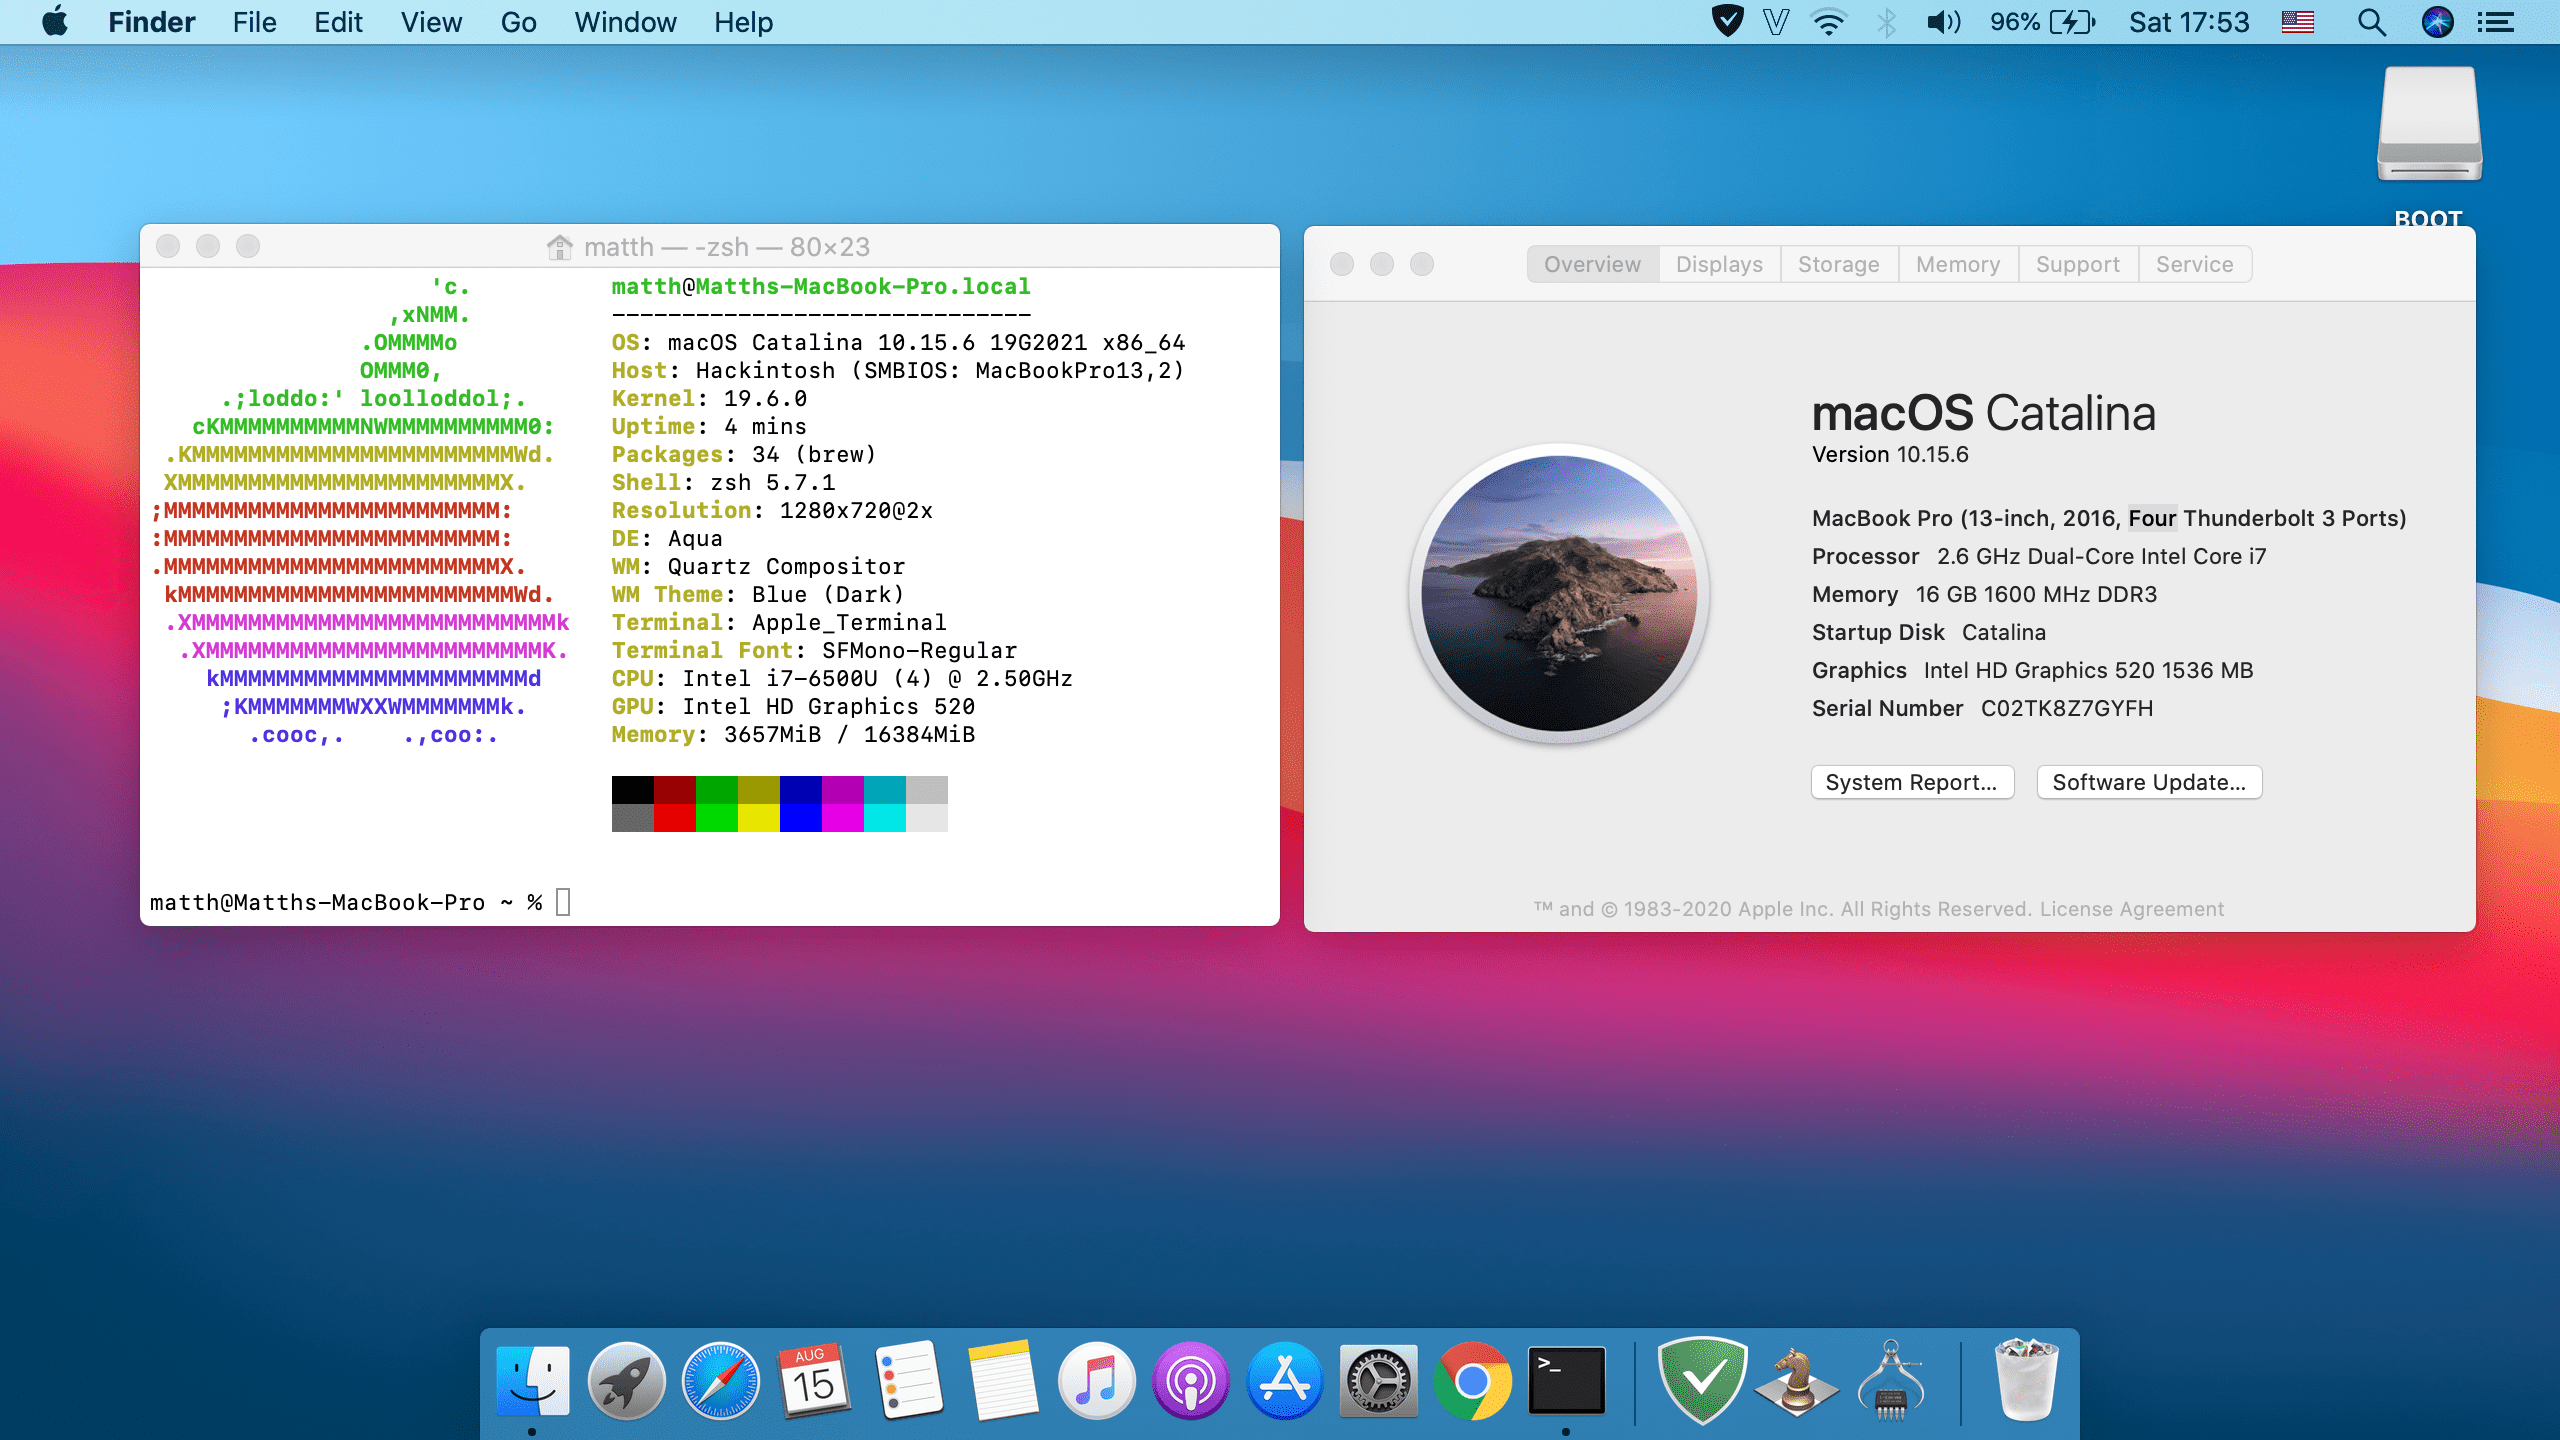 Finder File Edit View Go Window Help 96% Sat 17:53
BOOT
matth — -zsh — 80×23
'c.
,xNMM.
.OMMMMo
OMMM0,
.;loddo:' loolloddol;.
cKMMMMMMMMMMNWMMMMMMMMMM0:
.KMMMMMMMMMMMMMMMMMMMMMMMWd.
XMMMMMMMMMMMMMMMMMMMMMMMX.
;MMMMMMMMMMMMMMMMMMMMMMMM:
:MMMMMMMMMMMMMMMMMMMMMMMM:
.MMMMMMMMMMMMMMMMMMMMMMMMX.
kMMMMMMMMMMMMMMMMMMMMMMMMWd.
.XMMMMMMMMMMMMMMMMMMMMMMMMMMk
.XMMMMMMMMMMMMMMMMMMMMMMMMK.
kMMMMMMMMMMMMMMMMMMMMMMd
;KMMMMMMMWXXWMMMMMMMk.
.cooc,. .,coo:.
matth@Matths-MacBook-Pro.local
------------------------------
OS: macOS Catalina 10.15.6 19G2021 x86_64
Host: Hackintosh (SMBIOS: MacBookPro13,2)
Kernel: 19.6.0
Uptime: 4 mins
Packages: 34 (brew)
Shell: zsh 5.7.1
Resolution: 1280x720@2x
DE: Aqua
WM: Quartz Compositor
WM Theme: Blue (Dark)
Terminal: Apple_Terminal
Terminal Font: SFMono-Regular
CPU: Intel i7-6500U (4) @ 2.50GHz
GPU: Intel HD Graphics 520
Memory: 3657MiB / 16384MiB
matth@Matths-MacBook-Pro ~ %
Overview Displays Storage Memory Support Service
macOS Catalina
Version 10.15.6
MacBook Pro (13-inch, 2016, Four Thunderbolt 3 Ports)
Processor 2.6 GHz Dual-Core Intel Core i7
Memory 16 GB 1600 MHz DDR3
Startup Disk Catalina
Graphics Intel HD Graphics 520 1536 MB
Serial Number C02TK8Z7GYFH
System Report... Software Update...
™ and © 1983-2020 Apple Inc. All Rights Reserved. License Agreement
AUG
15
>_